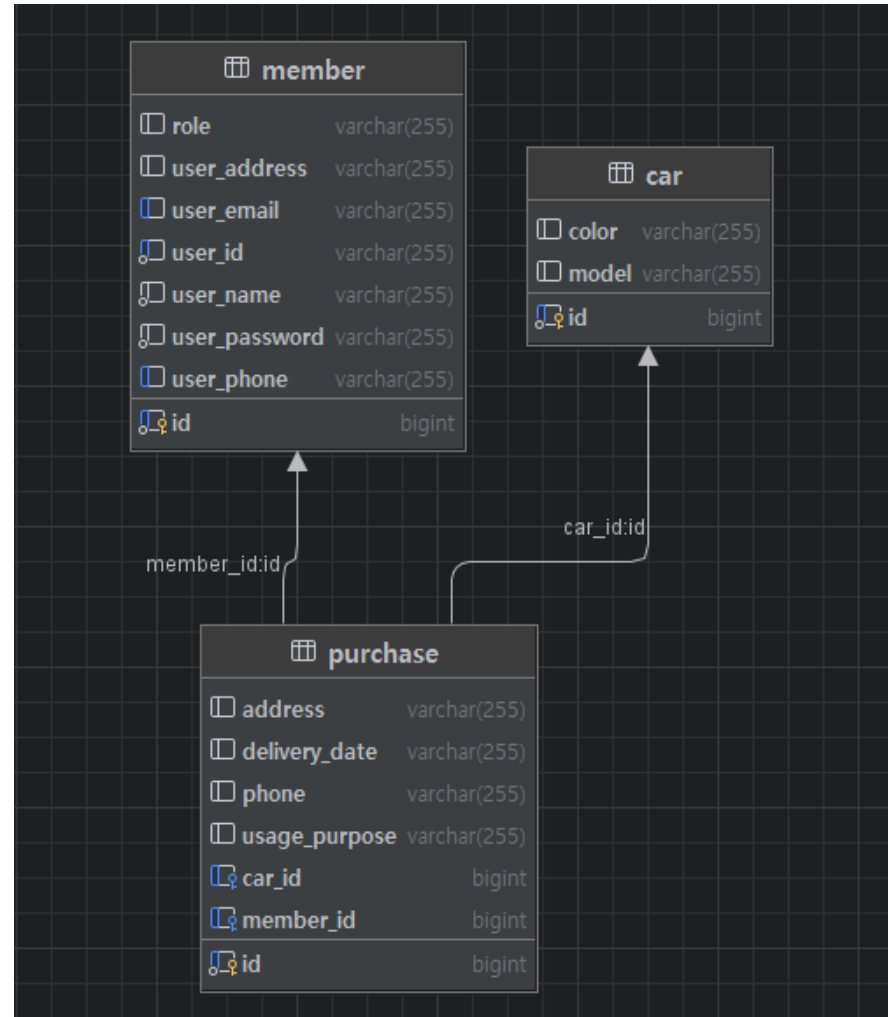 member
role varchar(255)
user_address varchar(255)
user_email varchar(255)
user_id varchar(255)
user_name varchar(255)
user_password varchar(255)
user_phone varchar(255)
id bigint
car
color varchar(255)
model varchar(255)
id bigint
member_id:id
car_id:id
purchase
address varchar(255)
delivery_date varchar(255)
phone varchar(255)
usage_purpose varchar(255)
car_id bigint
member_id bigint
id bigint